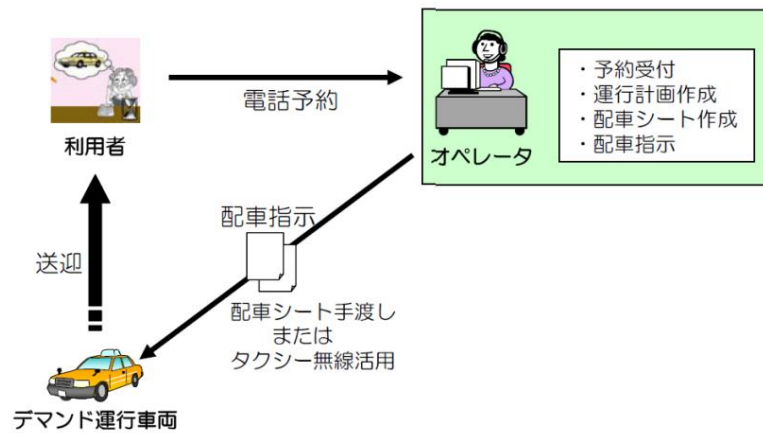 電話予約
利用者
オペレータ
・予約受付
・運行計画作成
・配車シート作成
・配車指示
配車指示
送迎
配車シート手渡し
または
タクシー無線活用
デマンド運行車両